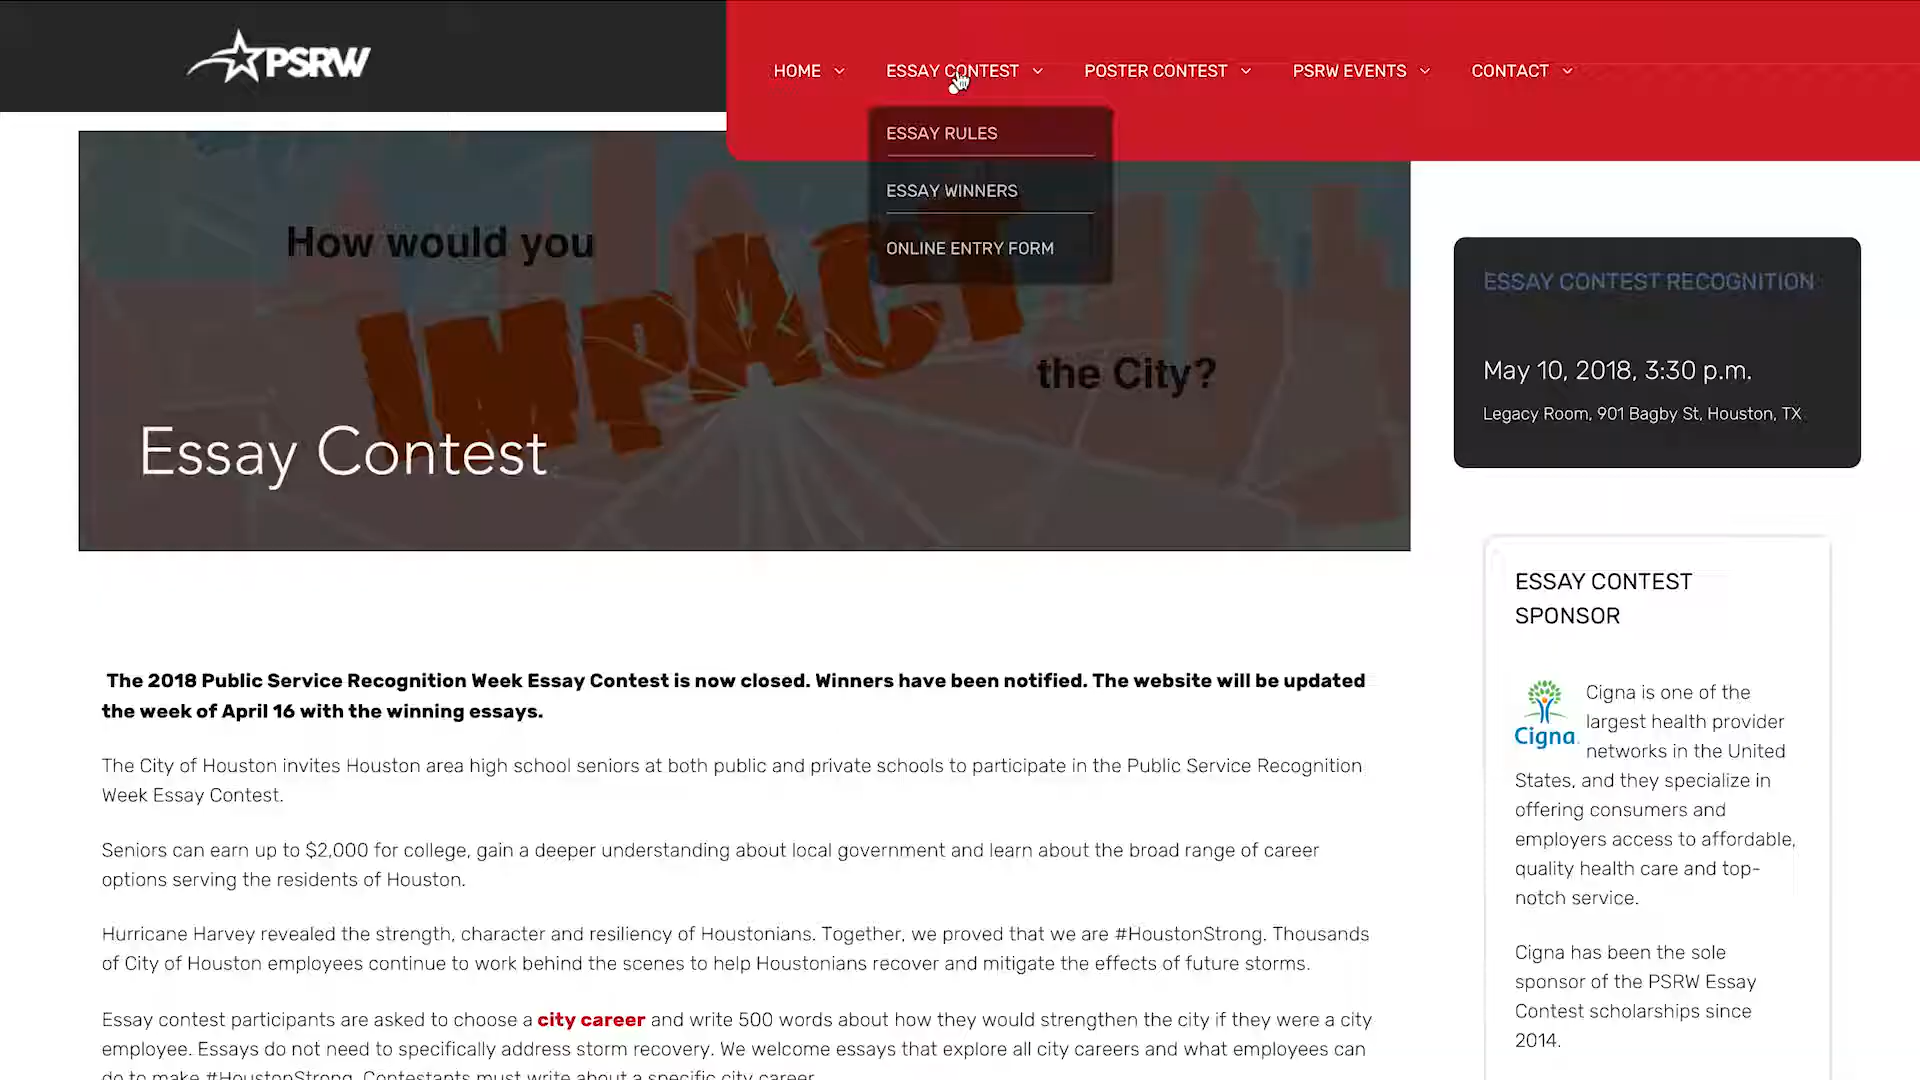 PSRW
HOME
ESSAY CONTEST
POSTER CONTEST
PSRW EVENTS
CONTACT
ESSAY RULES
ESSAY WINNERS
ONLINE ENTRY FORM
How would you
IMPACT
the City?
Essay Contest
ESSAY CONTEST RECOGNITION
May 10, 2018, 3:30 p.m.
Legacy Room, 901 Bagby St, Houston, TX
The 2018 Public Service Recognition Week Essay Contest is now closed. Winners have been notified. The website will be updated
the week of April 16 with the winning essays.
The City of Houston invites Houston area high school seniors at both public and private schools to participate in the Public Service Recognition
Week Essay Contest.
Seniors can earn up to $2,000 for college, gain a deeper understanding about local government and learn about the broad range of career
options serving the residents of Houston.
Hurricane Harvey revealed the strength, character and resiliency of Houstonians. Together, we proved that we are #HoustonStrong. Thousands
of City of Houston employees continue to work behind the scenes to help Houstonians recover and mitigate the effects of future storms.
Essay contest participants are asked to choose a city career and write 500 words about how they would strengthen the city if they were a city
employee. Essays do not need to specifically address storm recovery. We welcome essays that explore all city careers and what employees can
do to make #HoustonStrong. Contestants must write about a specific city career.
ESSAY CONTEST
SPONSOR
Cigna
Cigna is one of the
largest health provider
networks in the United
States, and they specialize in
offering consumers and
employers access to affordable,
quality health care and top-
notch service.
Cigna has been the sole
sponsor of the PSRW Essay
Contest scholarships since
2014.